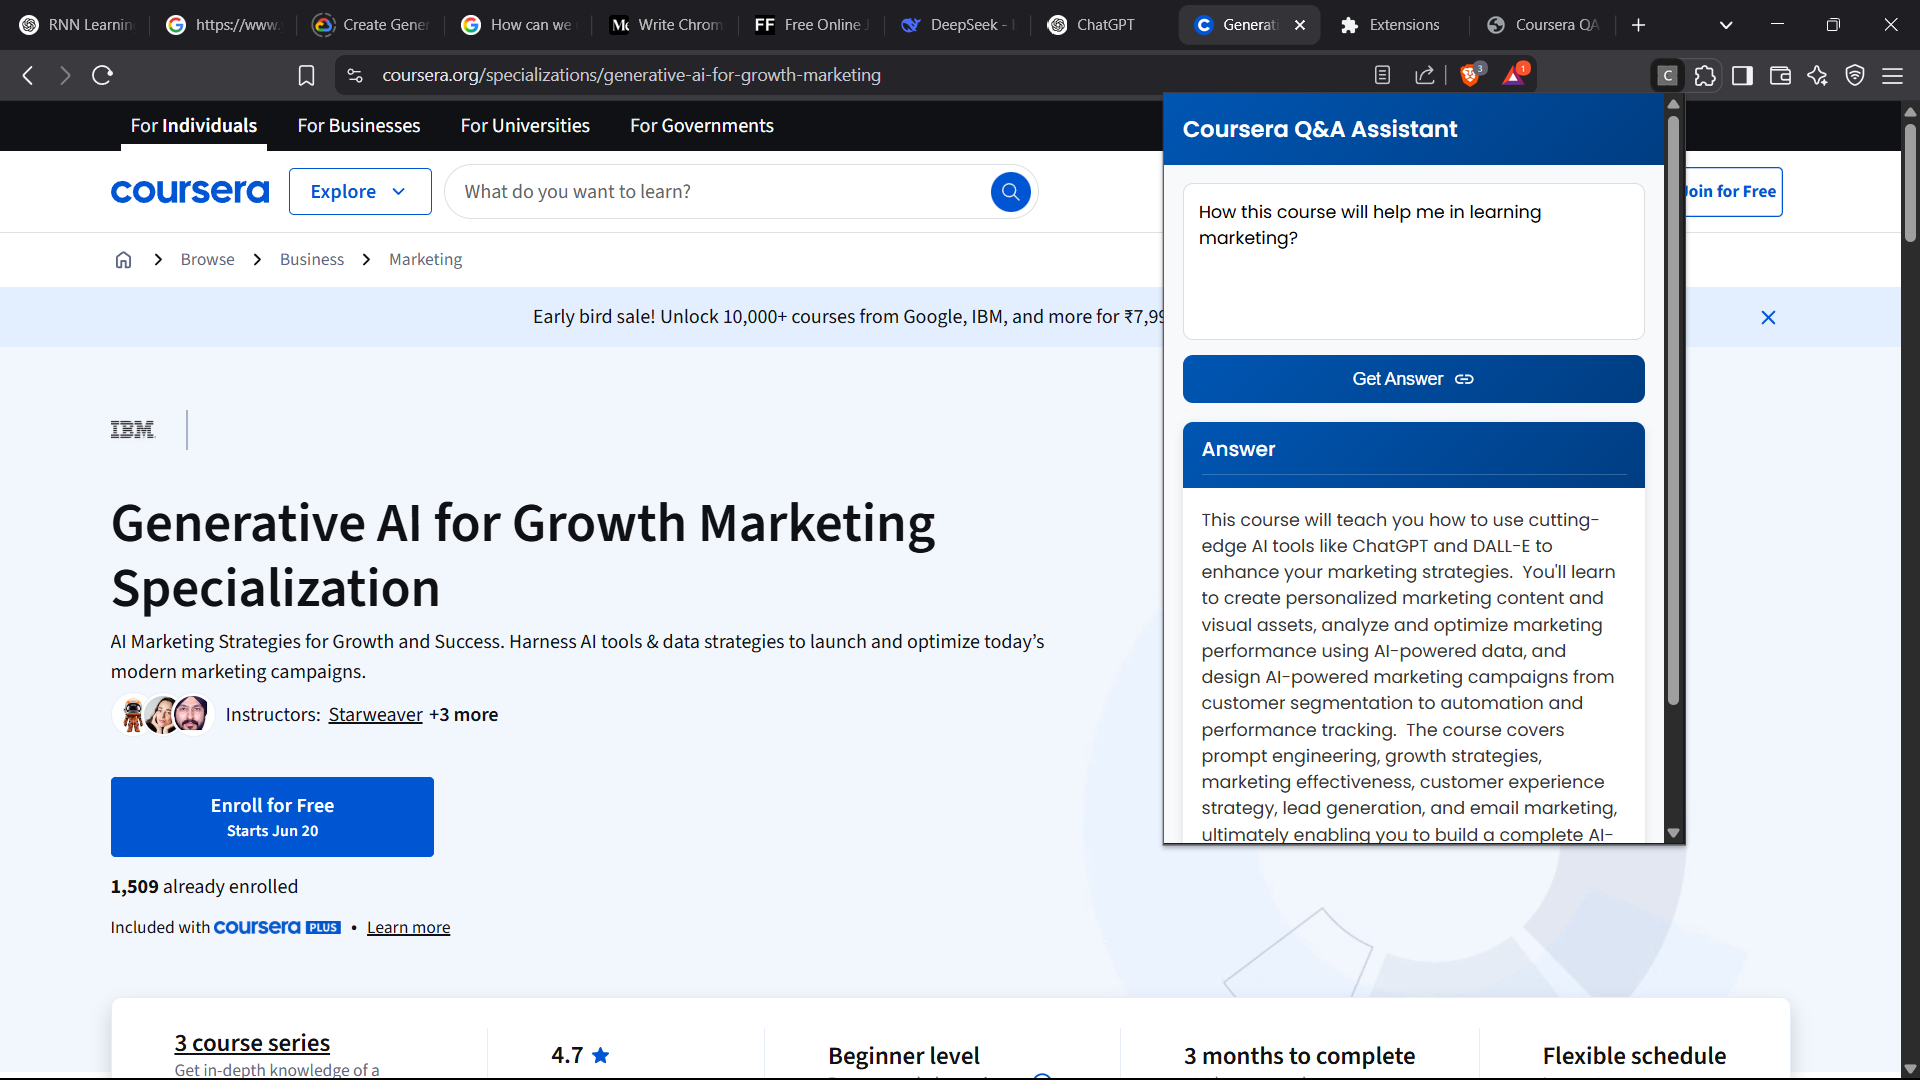 RNN Learnin
https://www.
Create Gener
How can we
Write Chrom
Free Online J
DeepSeek - I
ChatGPT
Generati
Extensions
Coursera QA
coursera.org/specializations/generative-ai-for-growth-marketing
3
1
C
For Individuals
For Businesses
For Universities
For Governments
coursera
Explore
What do you want to learn?
Join for Free
Browse
Business
Marketing
Early bird sale! Unlock 10,000+ courses from Google, IBM, and more for ₹7,99
IBM
Generative AI for Growth Marketing
Specialization
AI Marketing Strategies for Growth and Success. Harness AI tools & data strategies to launch and optimize today’s
modern marketing campaigns.
Instructors: Starweaver +3 more
Enroll for Free
Starts Jun 20
1,509 already enrolled
Included with coursera PLUS • Learn more
3 course series
Get in-depth knowledge of a
4.7
Beginner level
3 months to complete
Flexible schedule
Coursera Q&A Assistant
How this course will help me in learning
marketing?
Get Answer
Answer
This course will teach you how to use cutting-
edge AI tools like ChatGPT and DALL-E to
enhance your marketing strategies. You'll learn
to create personalized marketing content and
visual assets, analyze and optimize marketing
performance using AI-powered data, and
design AI-powered marketing campaigns from
customer segmentation to automation and
performance tracking. The course covers
prompt engineering, growth strategies,
marketing effectiveness, customer experience
strategy, lead generation, and email marketing,
ultimately enabling you to build a complete AI-